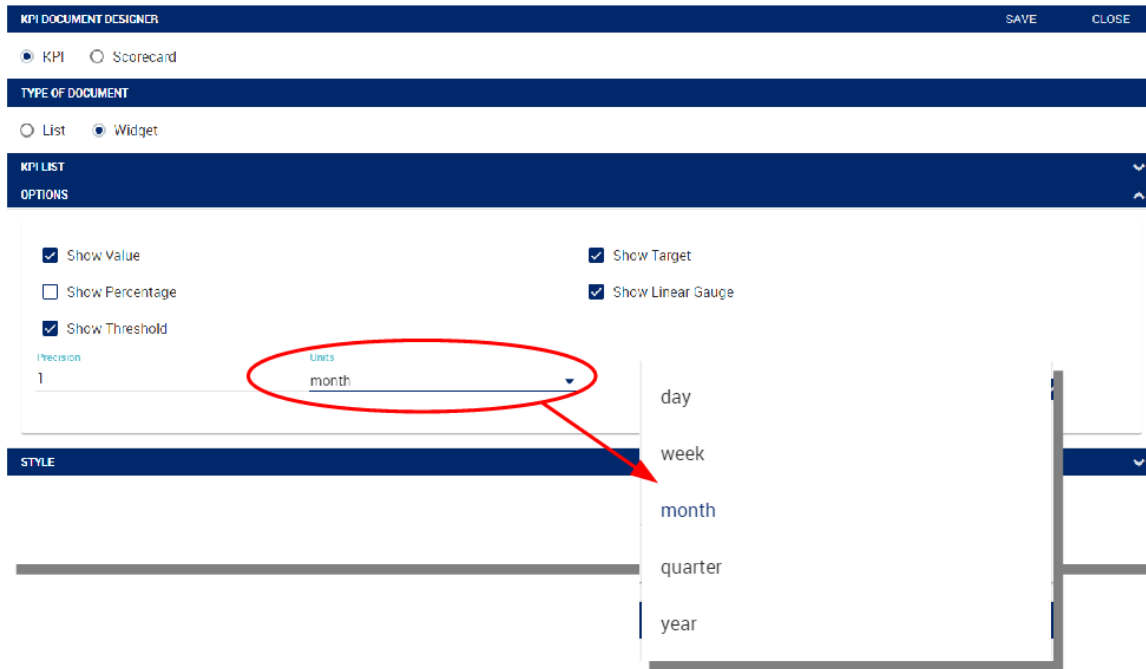 KPI DOCUMENT DESIGNER SAVE CLOSE
KPI Scorecard
TYPE OF DOCUMENT
List Widget
KPI LIST
OPTIONS
Show Value Show Target
Show Percentage Show Linear Gauge
Show Threshold
Precision Units
1 month
day
week
month
quarter
year
STYLE